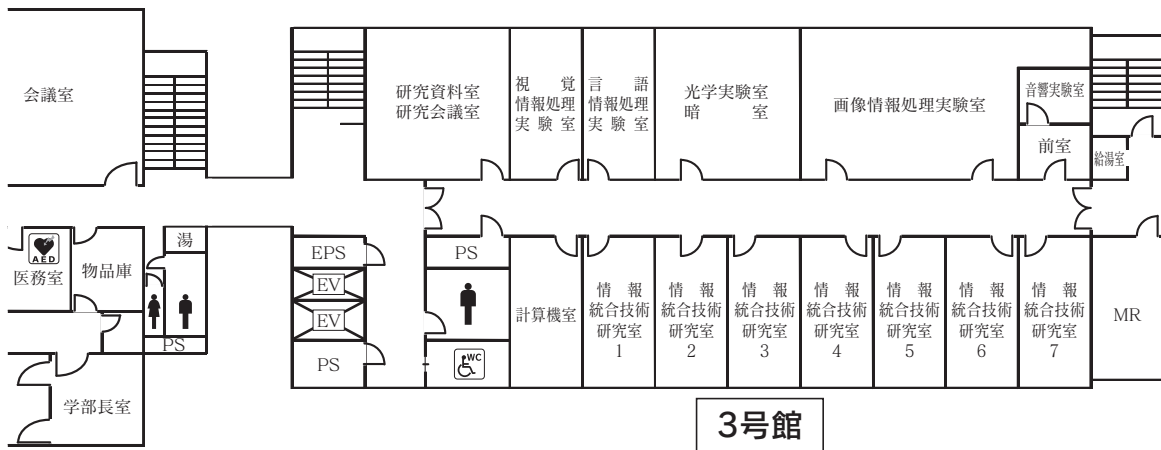 会議室
研究資料室
研究会議室
視覚
情報処理
実験室
言語
情報処理
実験室
光学実験室
暗室
画像情報処理実験室
音響実験室
前室
給湯室
AED
医務室
物品庫
湯
PS
学部長室
EPS
EV
EV
PS
PS
WC
計算機室
情報
統合技術
研究室
1
情報
統合技術
研究室
2
情報
統合技術
研究室
3
情報
統合技術
研究室
4
情報
統合技術
研究室
5
情報
統合技術
研究室
6
情報
統合技術
研究室
7
MR
3号館